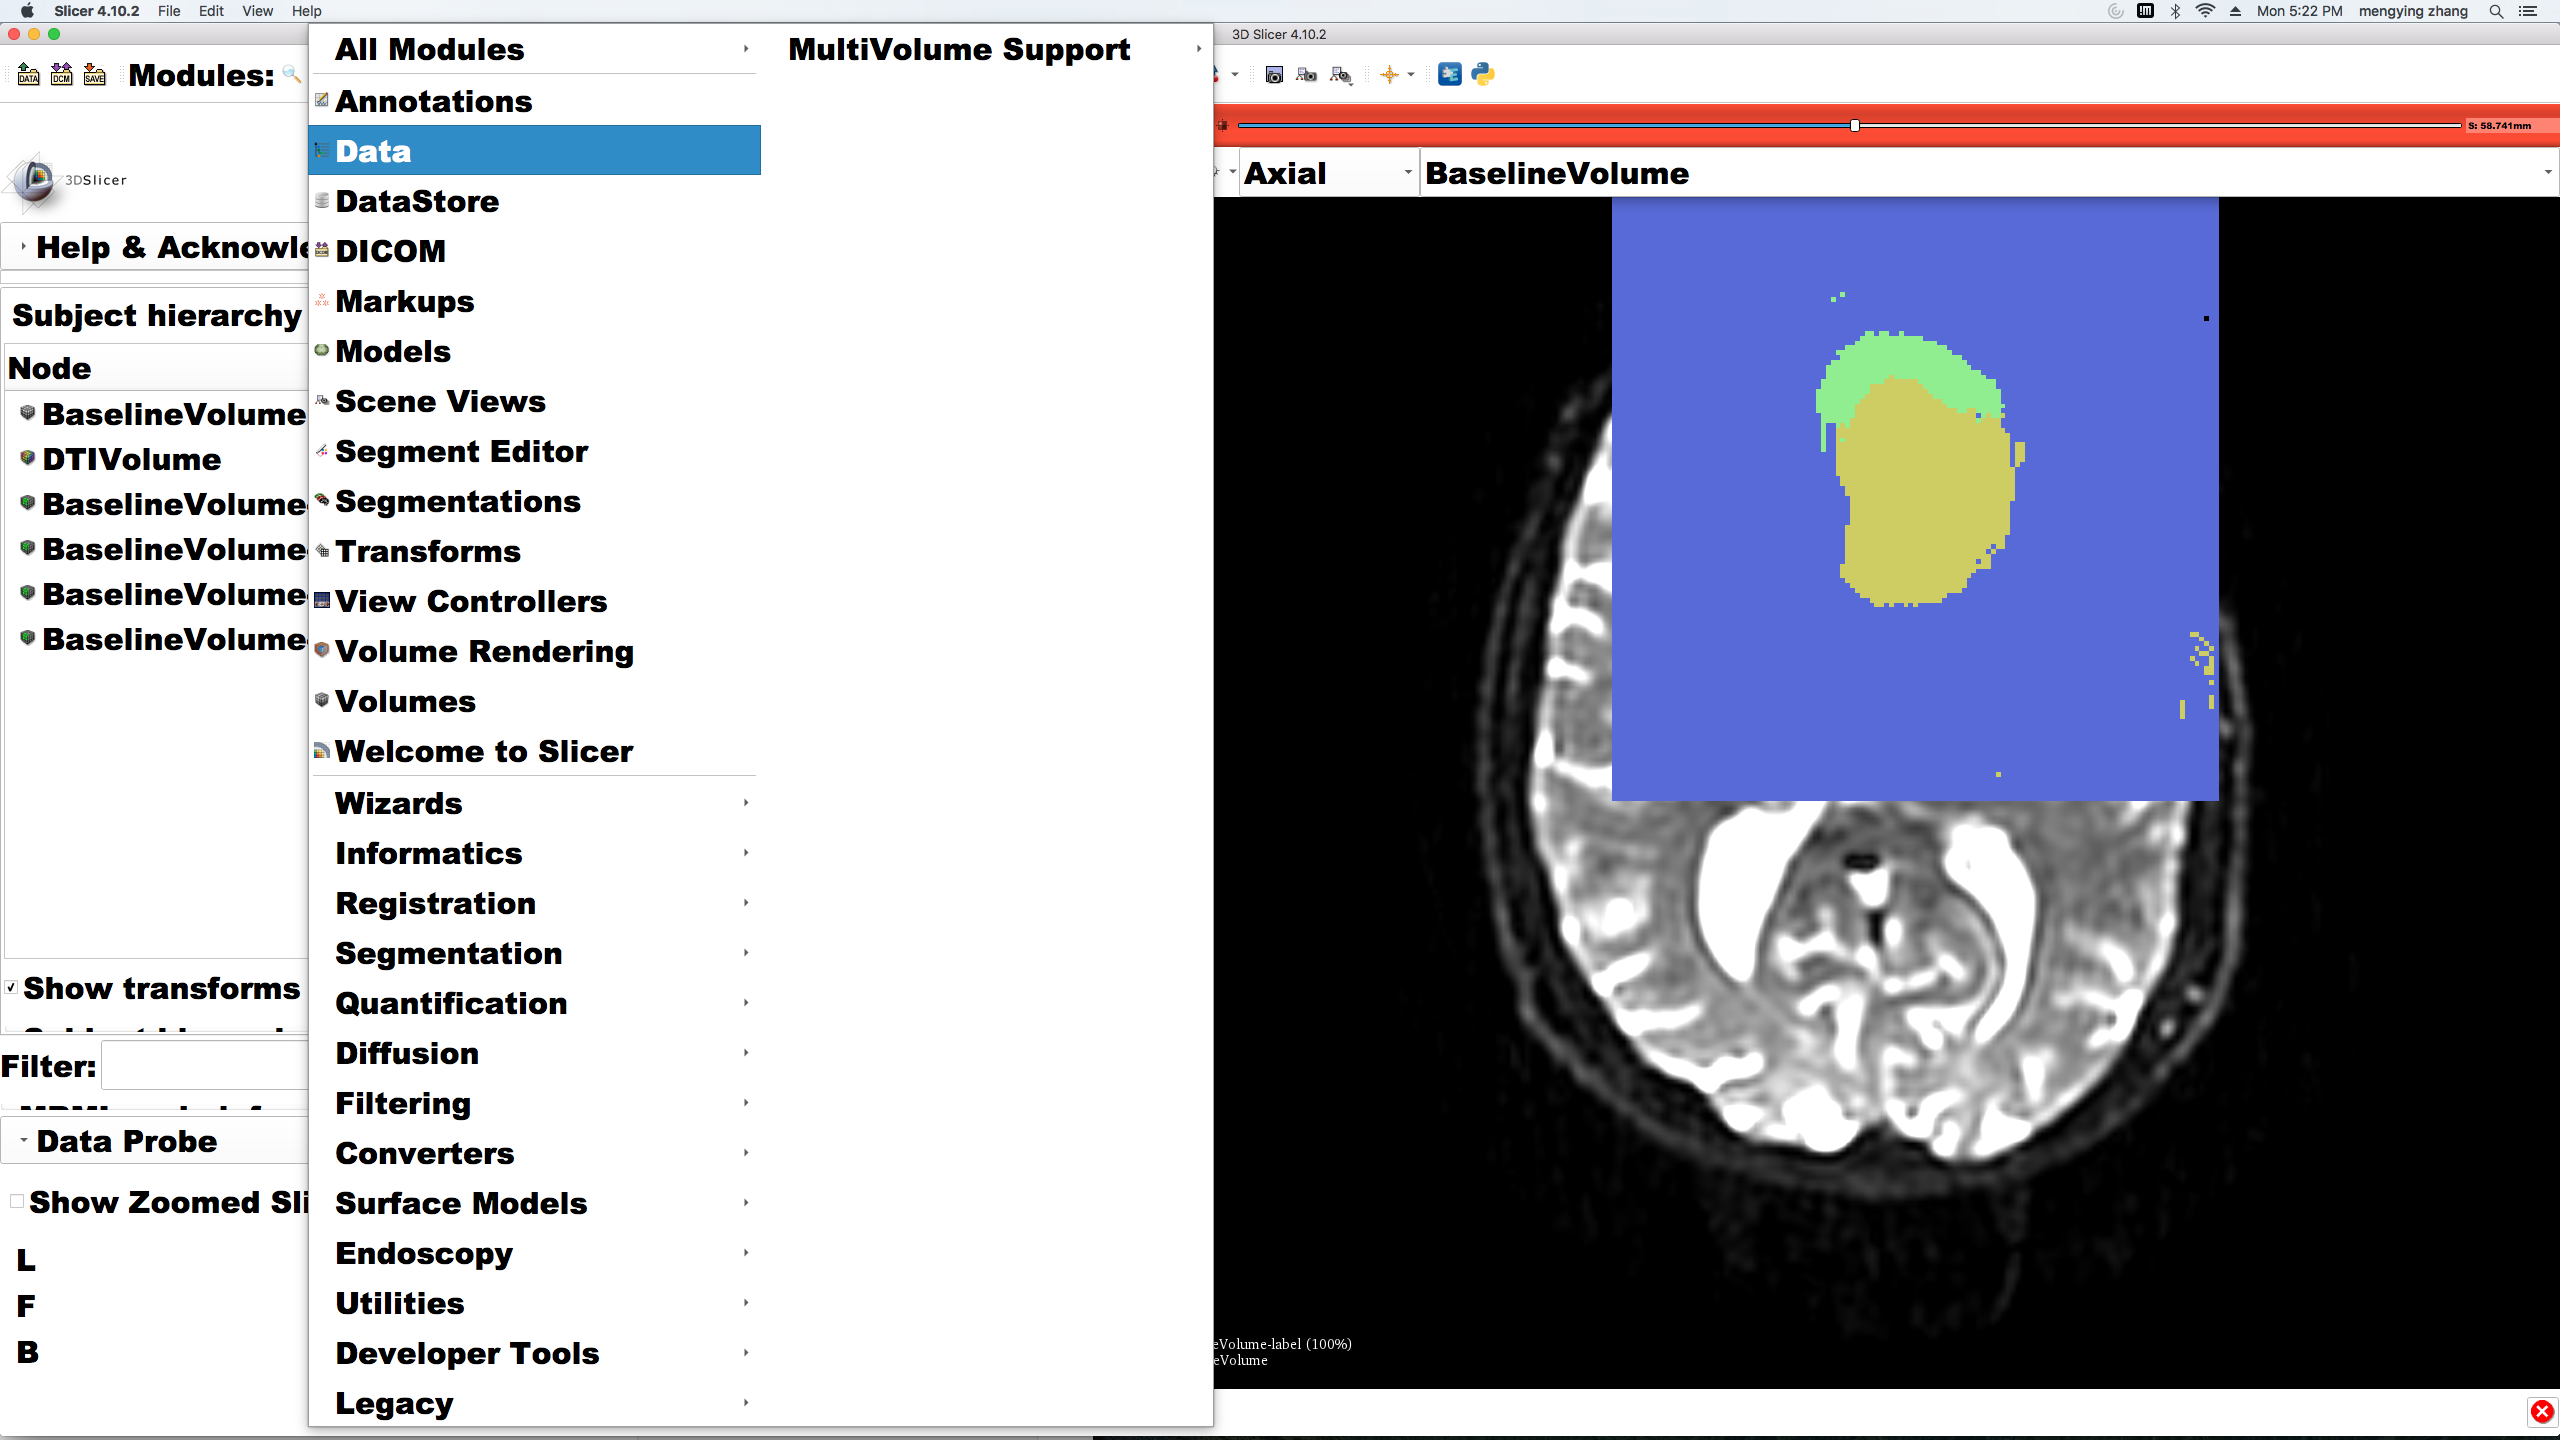 Slicer 4.10.2 File Edit View Help
Mon 5:22 PM mengying zhang
3D Slicer 4.10.2
DATA DCM SAVE Modules:
3DSlicer
Help & Acknowle
Subject hierarchy
Node
BaselineVolume
DTIVolume
BaselineVolume
BaselineVolume
BaselineVolume
BaselineVolume
Show transforms
Filter:
Data Probe
Show Zoomed Sli
L
F
B
All Modules
Annotations
Data
DataStore
DICOM
Markups
Models
Scene Views
Segment Editor
Segmentations
Transforms
View Controllers
Volume Rendering
Volumes
Welcome to Slicer
Wizards
Informatics
Registration
Segmentation
Quantification
Diffusion
Filtering
Converters
Surface Models
Endoscopy
Utilities
Developer Tools
Legacy
MultiVolume Support
S: 58.741mm
Axial BaselineVolume
eVolume-label (100%)
eVolume